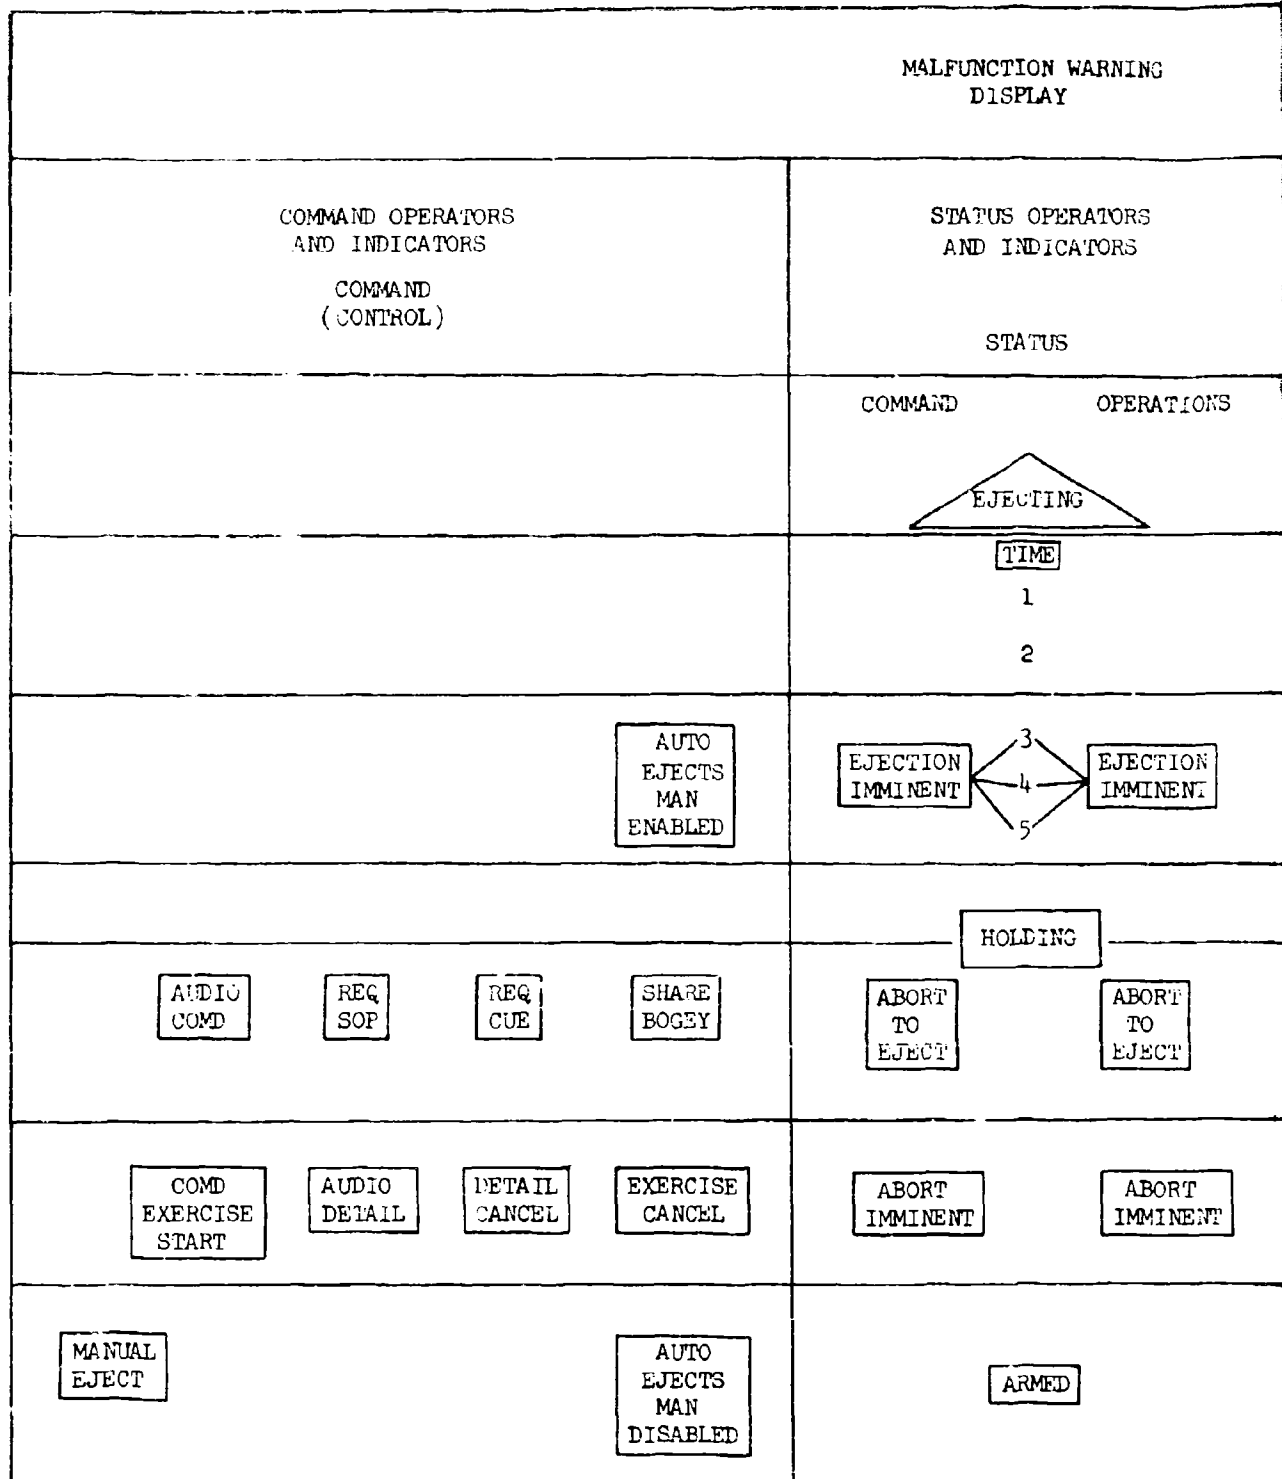 MALFUNCTION WARNING
DISPLAY
COMMAND OPERATORS
AND INDICATORS
COMMAND
(CONTROL)
STATUS OPERATORS
AND INDICATORS
STATUS
COMMAND
OPERATIONS
EJECTING
TIME
1
2
AUTO
EJECTS
MAN
ENABLED
EJECTION
IMMINENT
3
4
5
EJECTION
IMMINENT
HOLDING
AUDIO
COMD
REQ
SOP
REQ
CUE
SHARE
BOGEY
ABORT
TO
EJECT
ABORT
TO
EJECT
COMD
EXERCISE
START
AUDIO
DETAIL
DETAIL
CANCEL
EXERCISE
CANCEL
ABORT
IMMINENT
ABORT
IMMINENT
MANUAL
EJECT
AUTO
EJECTS
MAN
DISABLED
ARMED